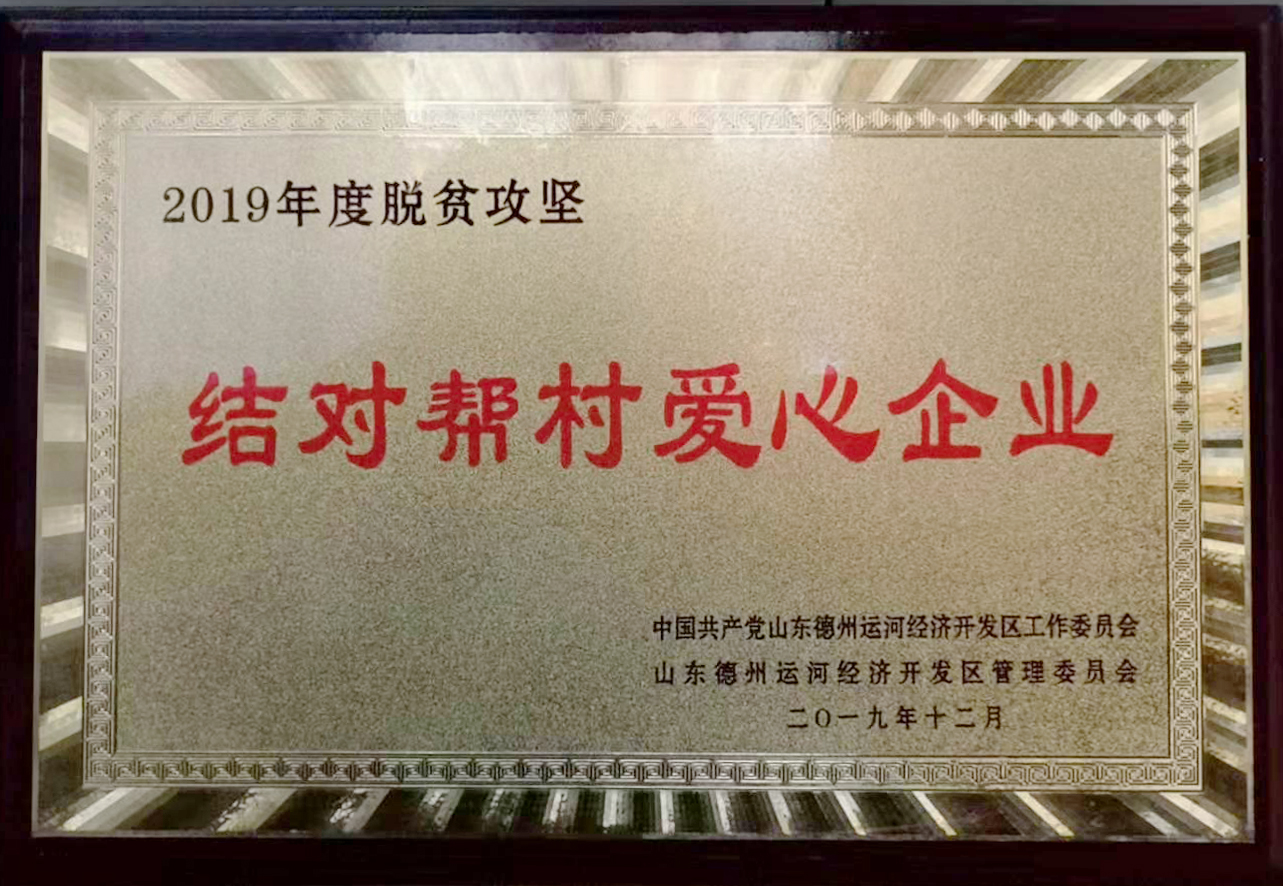 2019年度脱贫攻坚
结对帮村爱心企业
中国共产党山东德州运河经济开发区工作委员会
山东德州运河经济开发区管理委员会
二〇一九年十二月